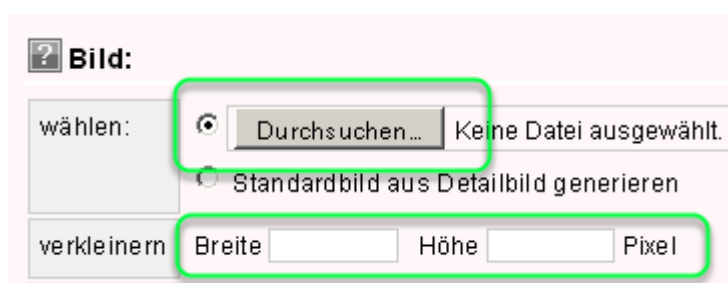 ? Bild:
wählen:
Durchsuchen... Keine Datei ausgewählt.
Standardbild aus Detailbild generieren
verkleinern Breite Höhe Pixel